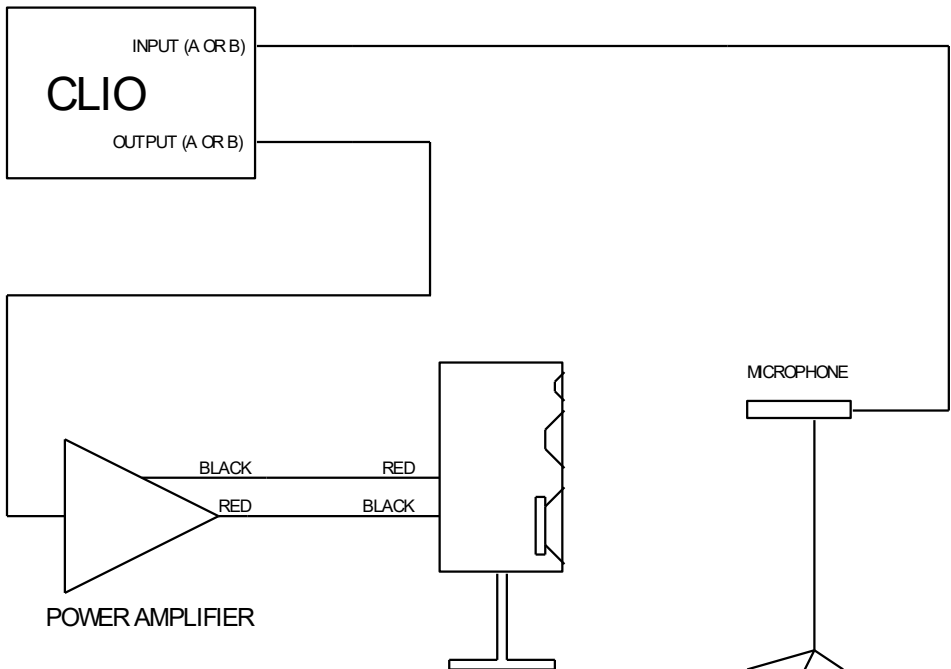 INPUT (A OR B)
CLIO
OUTPUT (A OR B)
MICROPHONE
BLACK RED
RED BLACK
POWER AMPLIFIER